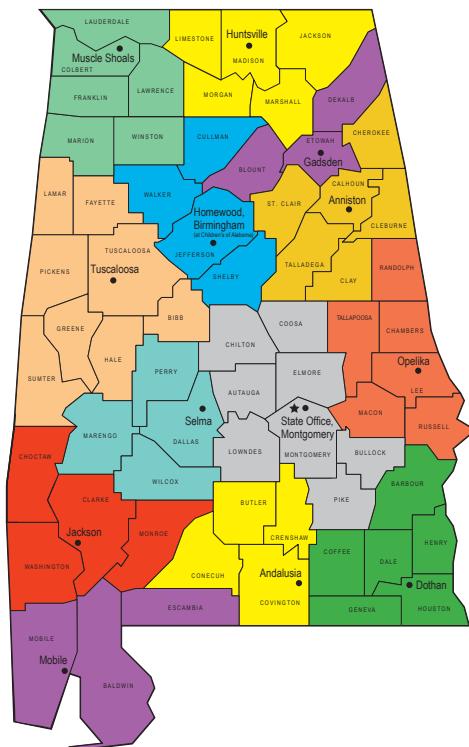 LAUDERDALE
LIMESTONE
Huntsville
JACKSON
Muscle Shoals
MADISON
COLBERT
LAWRENCE
FRANKLIN
MORGAN
MARSHALL
DEKALB
MARION
WINSTON
CULLMAN
ETOWAH
CHEROKEE
Gadsden
BLOUNT
LAMAR
FAYETTE
WALKER
CALHOUN
Anniston
ST. CLAIR
Homewood,
Birmingham
(at Children's of Alabama)
CLEBURNE
TUSCALOOSA
JEFFERSON
TALLADEGA
RANDOLPH
PICKENS
Tuscaloosa
SHELBY
CLAY
BIBB
COOSA
TALLAPOOSA
CHAMBERS
GREENE
CHILTON
HALE
PERRY
ELMORE
Opelika
SUMTER
AUTAUGA
LEE
Selma
State Office,
Montgomery
MACON
MARENGO
DALLAS
RUSSELL
CHOCTAW
LOWNDES
MONTGOMERY
BULLOCK
WILCOX
BARBOUR
CLARKE
BUTLER
PIKE
Jackson
MONROE
CRENSHAW
HENRY
WASHINGTON
COFFEE
DALE
CONECUH
Andalusia
Dothan
COVINGTON
ESCAMBIA
GENEVA
HOUSTON
MOBILE
Mobile
BALDWIN